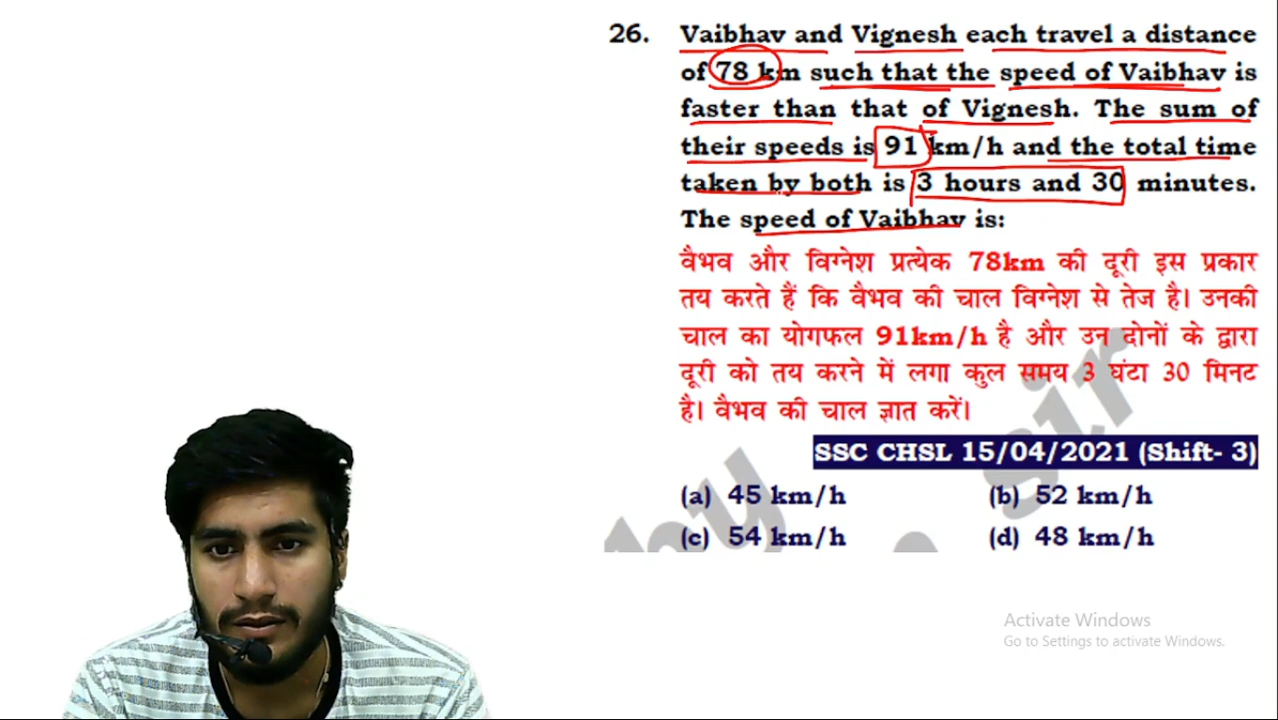 26. Vaibhav and Vignesh each travel a distance
of 78 km such that the speed of Vaibhav is
faster than that of Vignesh. The sum of
their speeds is 91 km/h and the total time
taken by both is 3 hours and 30 minutes.
The speed of Vaibhav is:
वैभव और विग्नेश प्रत्येक 78km की दूरी इस प्रकार
तय करते हैं कि वैभव की चाल विग्नेश से तेज है। उनकी
चाल का योगफल 91km/h है और उन दोनों के द्वारा
दूरी को तय करने में लगा कुल समय 3 घंटा 30 मिनट
है। वैभव की चाल ज्ञात करें।
SSC CHSL 15/04/2021 (Shift- 3)
(a) 45 km/h (b) 52 km/h
(c) 54 km/h (d) 48 km/h
by
sir
Activate Windows
Go to Settings to activate Windows.